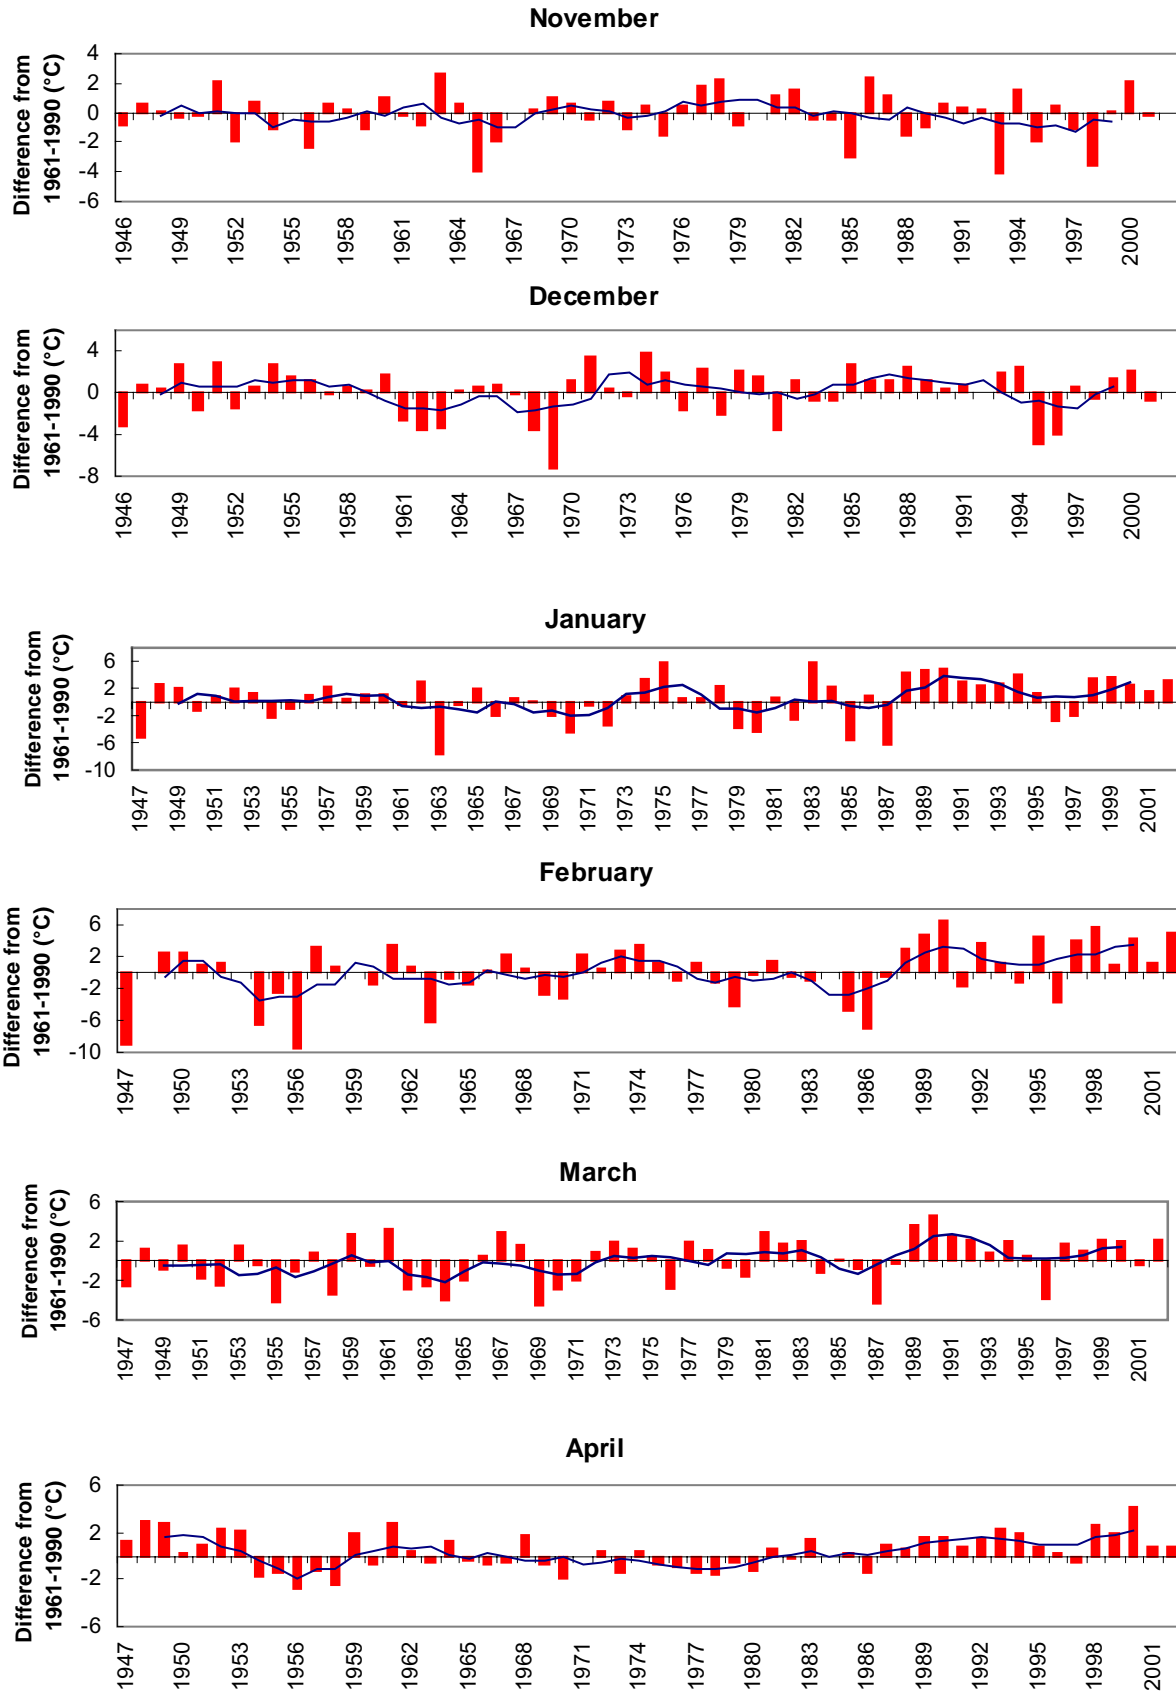 November
Difference from
1961-1990 (°C)
4
2
0
-2
-4
-6
1946 1949 1952 1955 1958 1961 1964 1967 1970 1973 1976 1979 1982 1985 1988 1991 1994 1997 2000
December
Difference from
1961-1990 (°C)
4
0
-4
-8
1946 1949 1952 1955 1958 1961 1964 1967 1970 1973 1976 1979 1982 1985 1988 1991 1994 1997 2000
January
Difference from
1961-1990 (°C)
6
2
-2
-6
-10
1947 1949 1951 1953 1955 1957 1959 1961 1963 1965 1967 1969 1971 1973 1975 1977 1979 1981 1983 1985 1987 1989 1991 1993 1995 1997 1999 2001
February
Difference from
1961-1990 (°C)
6
2
-2
-6
-10
1947 1950 1953 1956 1959 1962 1965 1968 1971 1974 1977 1980 1983 1986 1989 1992 1995 1998 2001
March
Difference from
1961-1990 (°C)
6
2
-2
-6
1947 1949 1951 1953 1955 1957 1959 1961 1963 1965 1967 1969 1971 1973 1975 1977 1979 1981 1983 1985 1987 1989 1991 1993 1995 1997 1999 2001
April
Difference from
1961-1990 (°C)
6
2
-2
-6
1947 1950 1953 1956 1959 1962 1965 1968 1971 1974 1977 1980 1983 1986 1989 1992 1995 1998 2001